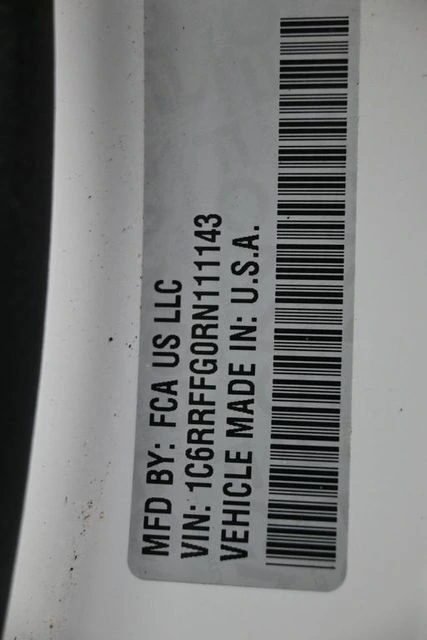 MFD BY: FCA US LLC
VIN: 1C6RRFFG0RN111143
VEHICLE MADE IN: U.S.A.